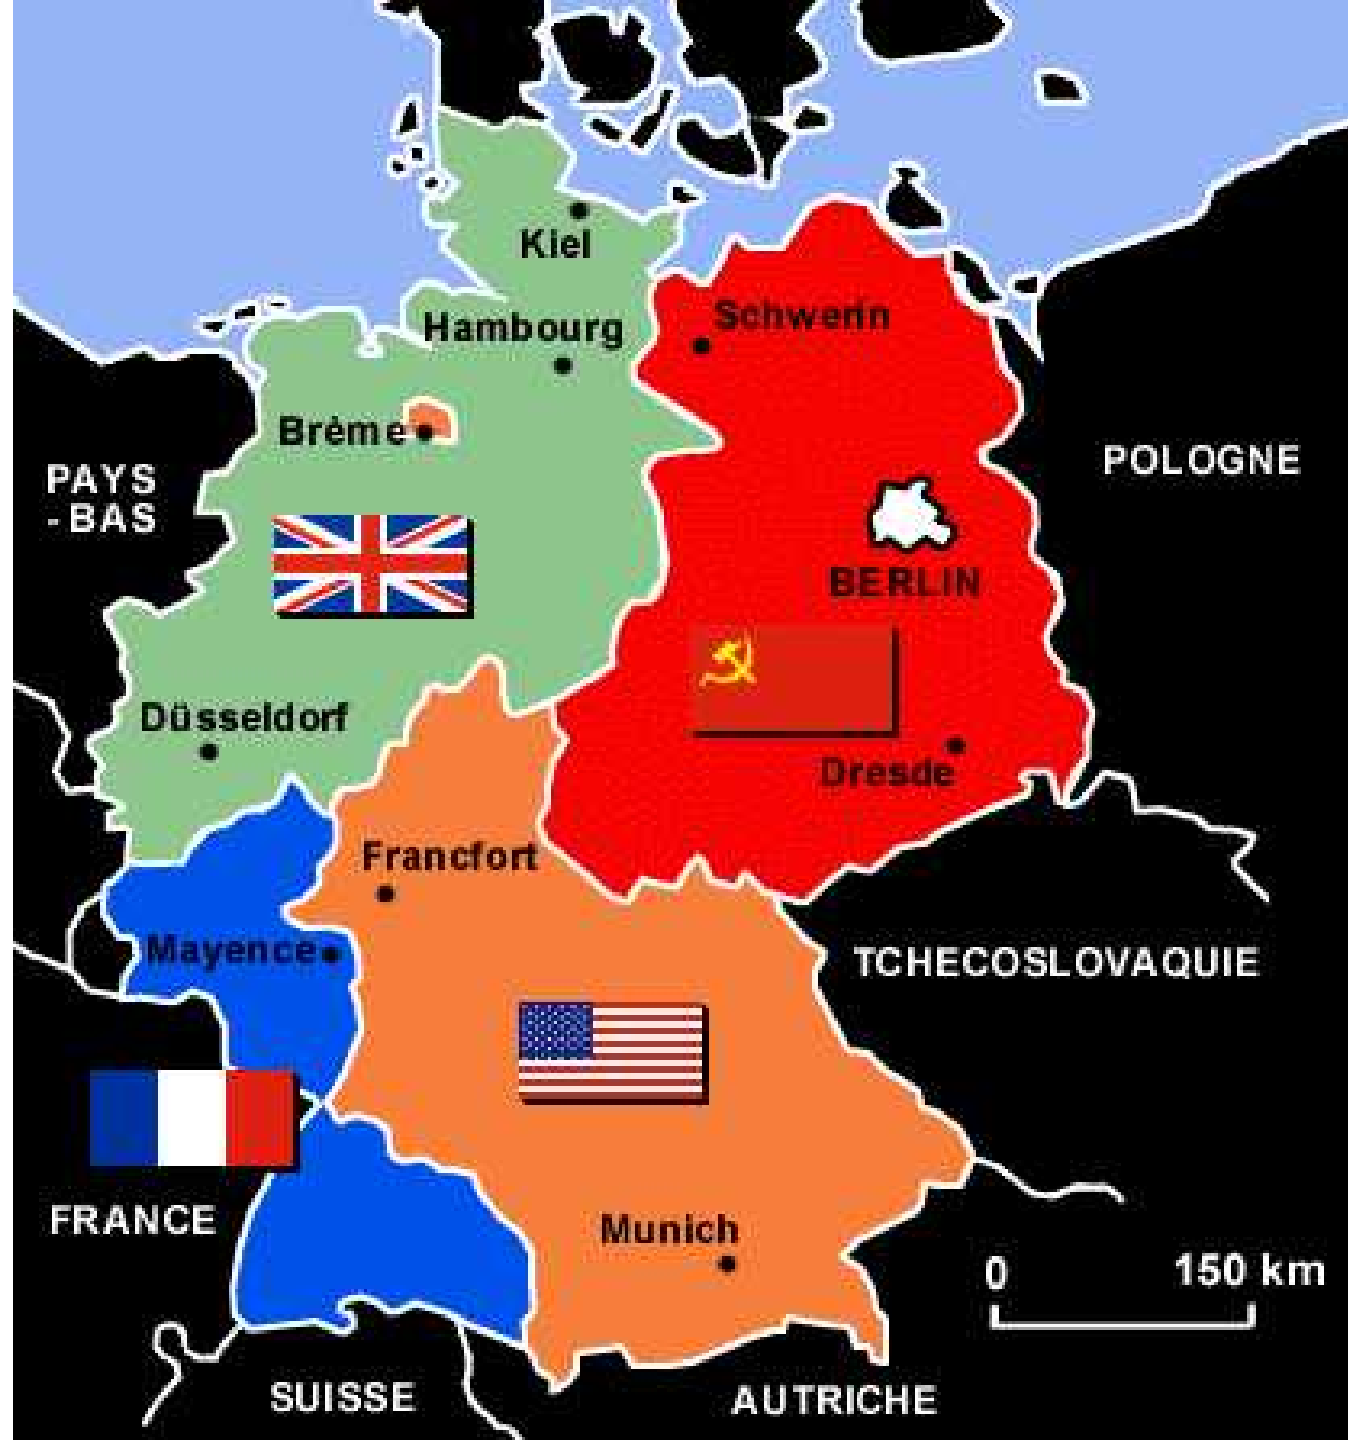 Kiel
Schwerin
Hambourg
Brême
POLOGNE
PAYS
-BAS
BERLIN
Düsseldorf
Dresde
Francfort
Mayence
TCHECOSLOVAQUIE
FRANCE
Munich
0 150 km
SUISSE
AUTRICHE